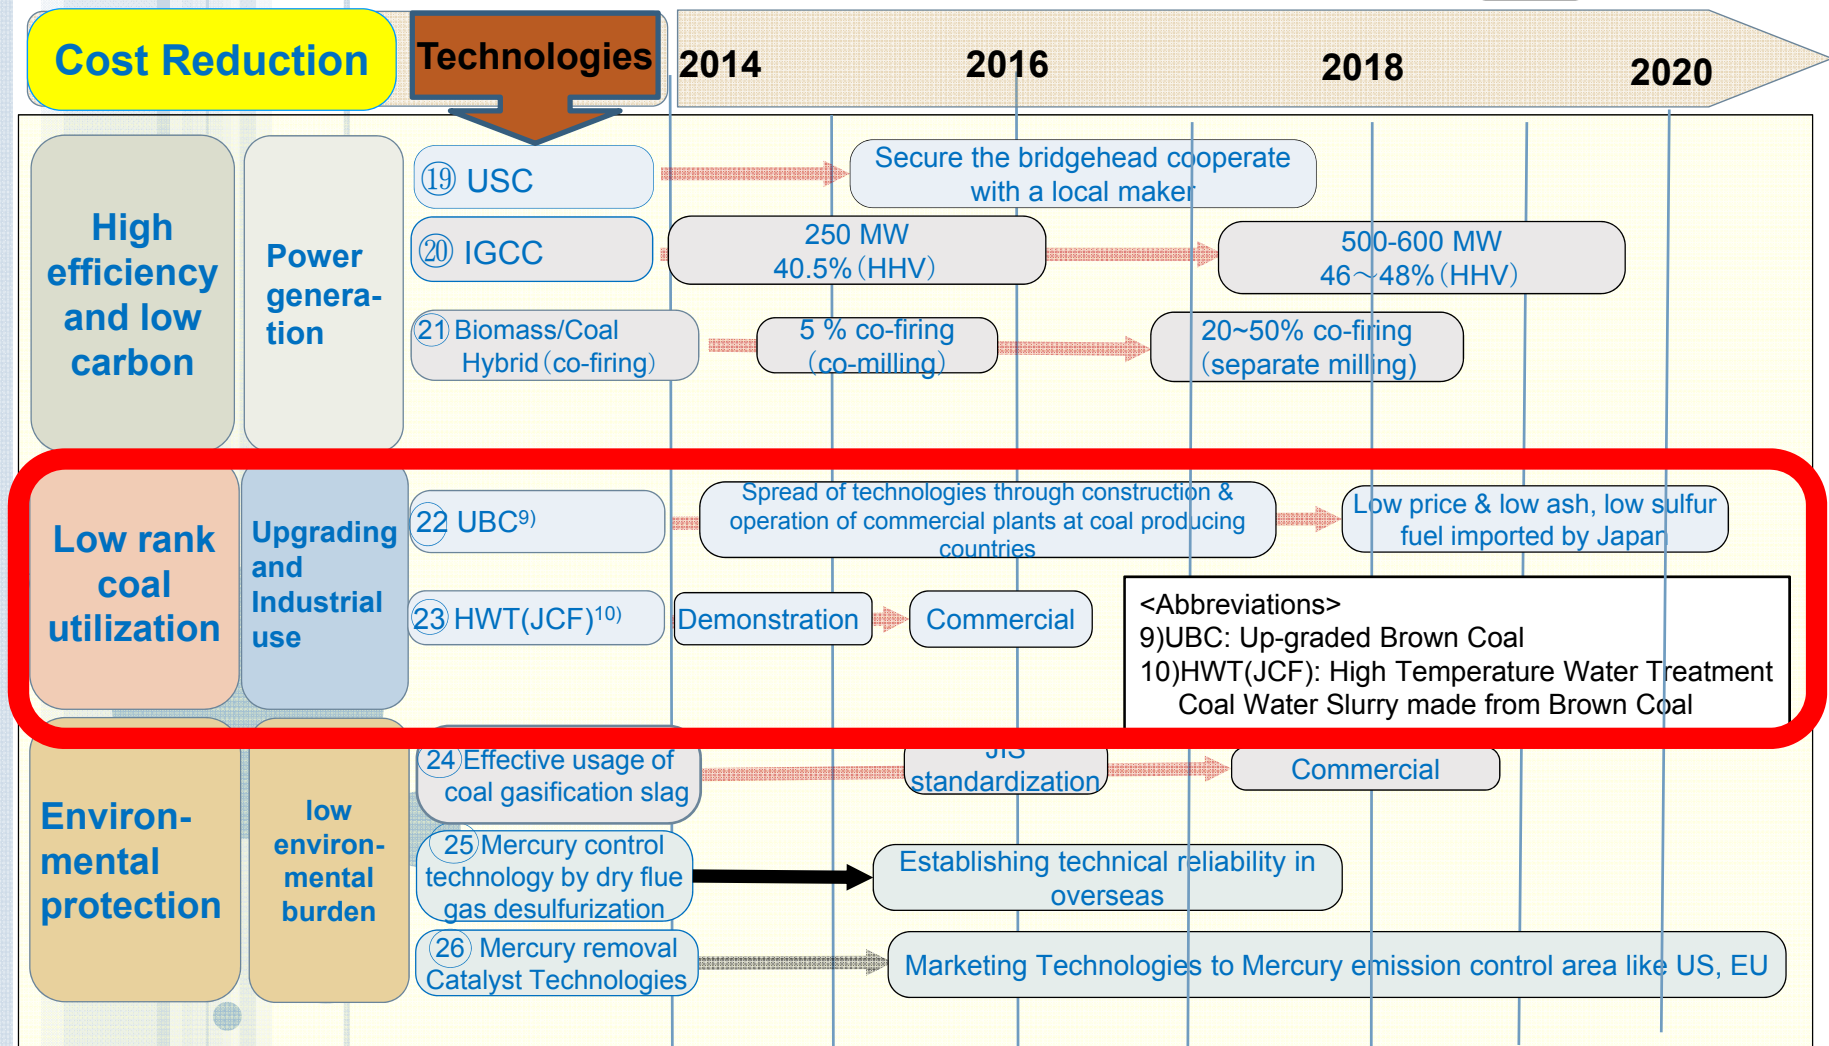 Cost Reduction
Technologies
2014
2016
2018
2020
High
efficiency
and low
carbon
Power
genera-
tion
⑲ USC
Secure the bridgehead cooperate
with a local maker
⑳ IGCC
250 MW
40.5%(HHV)
500-600 MW
46~48%(HHV)
㉑ Biomass/Coal
Hybrid(co-firing)
5 % co-firing
(co-milling)
20~50% co-firing
(separate milling)
Low rank
coal
utilization
Upgrading
and
Industrial
use
㉒ UBC9)
Spread of technologies through construction &
operation of commercial plants at coal producing
countries
Low price & low ash, low sulfur
fuel imported by Japan
㉓ HWT(JCF)10)
Demonstration
Commercial
<Abbreviations>
9)UBC: Up-graded Brown Coal
10)HWT(JCF): High Temperature Water Treatment
Coal Water Slurry made from Brown Coal
Environ-
mental
protection
low
environ-
mental
burden
㉔ Effective usage of
coal gasification slag
JIS
standardization
Commercial
㉕ Mercury control
technology by dry flue
gas desulfurization
Establishing technical reliability in
overseas
㉖ Mercury removal
Catalyst Technologies
Marketing Technologies to Mercury emission control area like US, EU